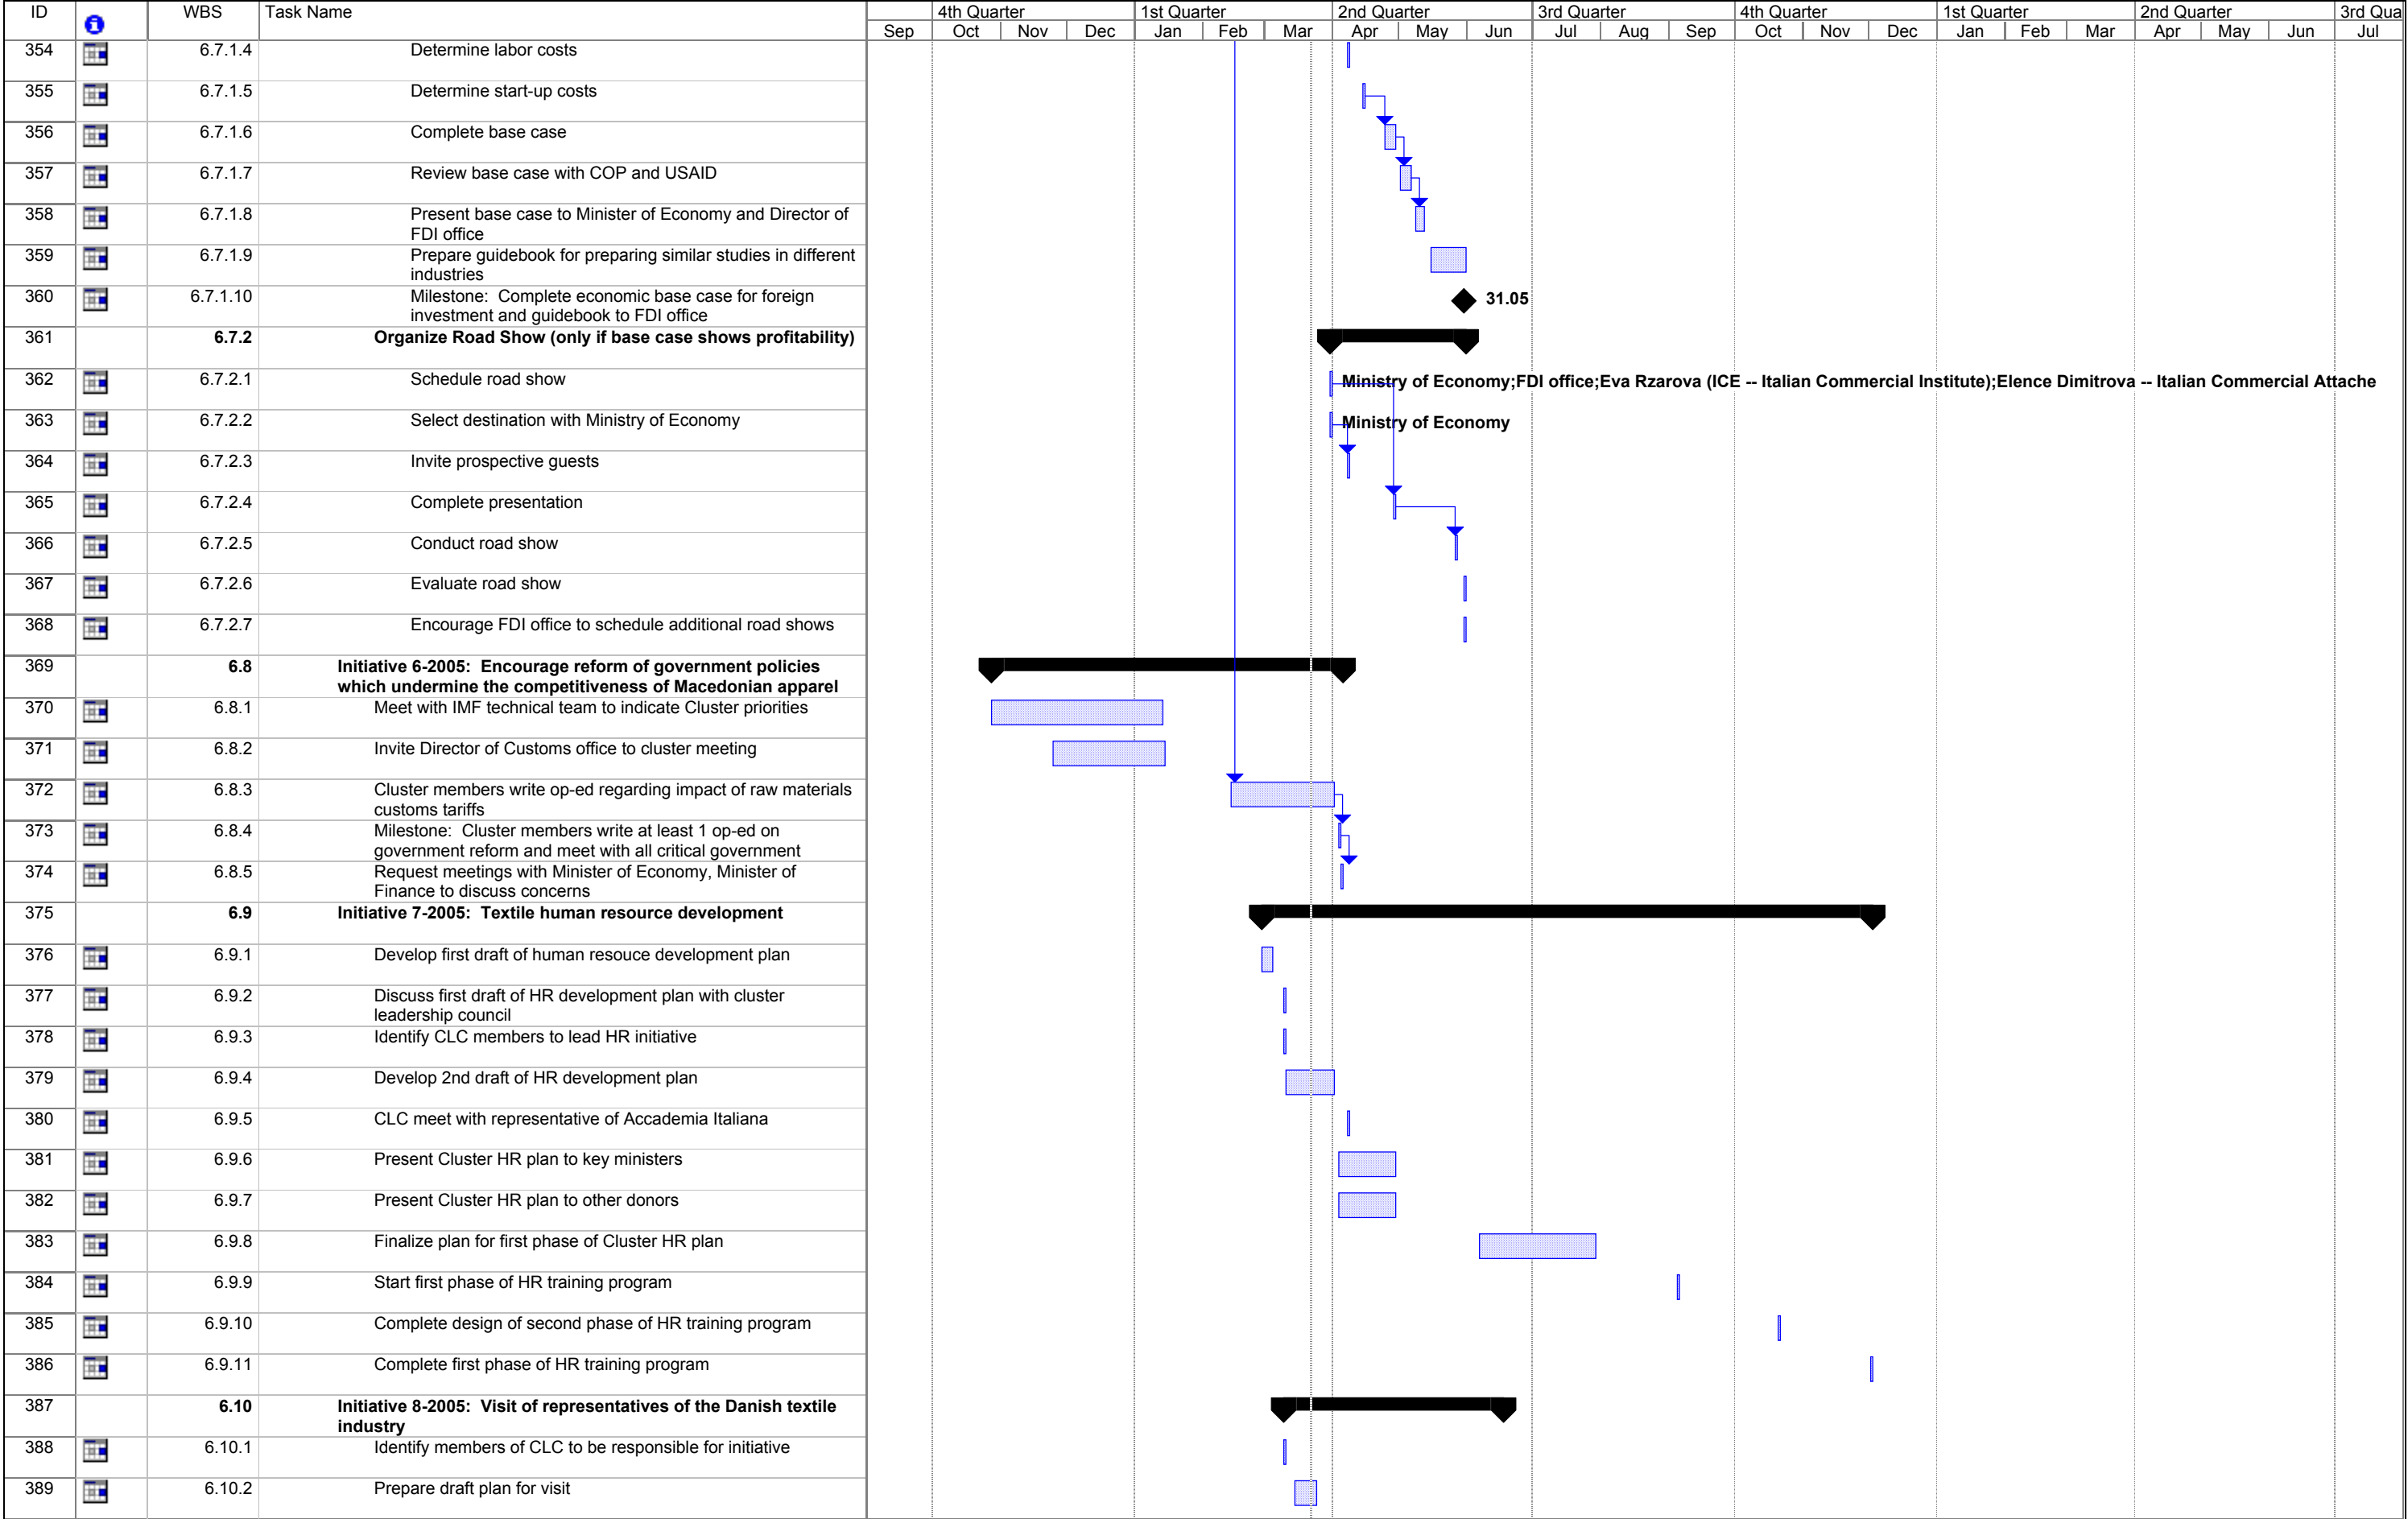 ID WBS Task Name 4th Quarter 1st Quarter 2nd Quarter 3rd Quarter 4th Quarter 1st Quarter 2nd Quarter 3rd Qua
Sep Oct Nov Dec Jan Feb Mar Apr May Jun Jul Aug Sep Oct Nov Dec Jan Feb Mar Apr May Jun Jul
354 6.7.1.4 Determine labor costs
355 6.7.1.5 Determine start-up costs
356 6.7.1.6 Complete base case
357 6.7.1.7 Review base case with COP and USAID
358 6.7.1.8 Present base case to Minister of Economy and Director of
FDI office
359 6.7.1.9 Prepare guidebook for preparing similar studies in different
industries
360 6.7.1.10 Milestone: Complete economic base case for foreign
investment and guidebook to FDI office
31.05
361 6.7.2 Organize Road Show (only if base case shows profitability)
362 6.7.2.1 Schedule road show Ministry of Economy;FDI office;Eva Rzarova (ICE -- Italian Commercial Institute);Elence Dimitrova -- Italian Commercial Attache
363 6.7.2.2 Select destination with Ministry of Economy Ministry of Economy
364 6.7.2.3 Invite prospective guests
365 6.7.2.4 Complete presentation
366 6.7.2.5 Conduct road show
367 6.7.2.6 Evaluate road show
368 6.7.2.7 Encourage FDI office to schedule additional road shows
369 6.8 Initiative 6-2005: Encourage reform of government policies
which undermine the competitiveness of Macedonian apparel
370 6.8.1 Meet with IMF technical team to indicate Cluster priorities
371 6.8.2 Invite Director of Customs office to cluster meeting
372 6.8.3 Cluster members write op-ed regarding impact of raw materials
customs tariffs
373 6.8.4 Milestone: Cluster members write at least 1 op-ed on
government reform and meet with all critical government
374 6.8.5 Request meetings with Minister of Economy, Minister of
Finance to discuss concerns
375 6.9 Initiative 7-2005: Textile human resource development
376 6.9.1 Develop first draft of human resouce development plan
377 6.9.2 Discuss first draft of HR development plan with cluster
leadership council
378 6.9.3 Identify CLC members to lead HR initiative
379 6.9.4 Develop 2nd draft of HR development plan
380 6.9.5 CLC meet with representative of Accademia Italiana
381 6.9.6 Present Cluster HR plan to key ministers
382 6.9.7 Present Cluster HR plan to other donors
383 6.9.8 Finalize plan for first phase of Cluster HR plan
384 6.9.9 Start first phase of HR training program
385 6.9.10 Complete design of second phase of HR training program
386 6.9.11 Complete first phase of HR training program
387 6.10 Initiative 8-2005: Visit of representatives of the Danish textile
industry
388 6.10.1 Identify members of CLC to be responsible for initiative
389 6.10.2 Prepare draft plan for visit